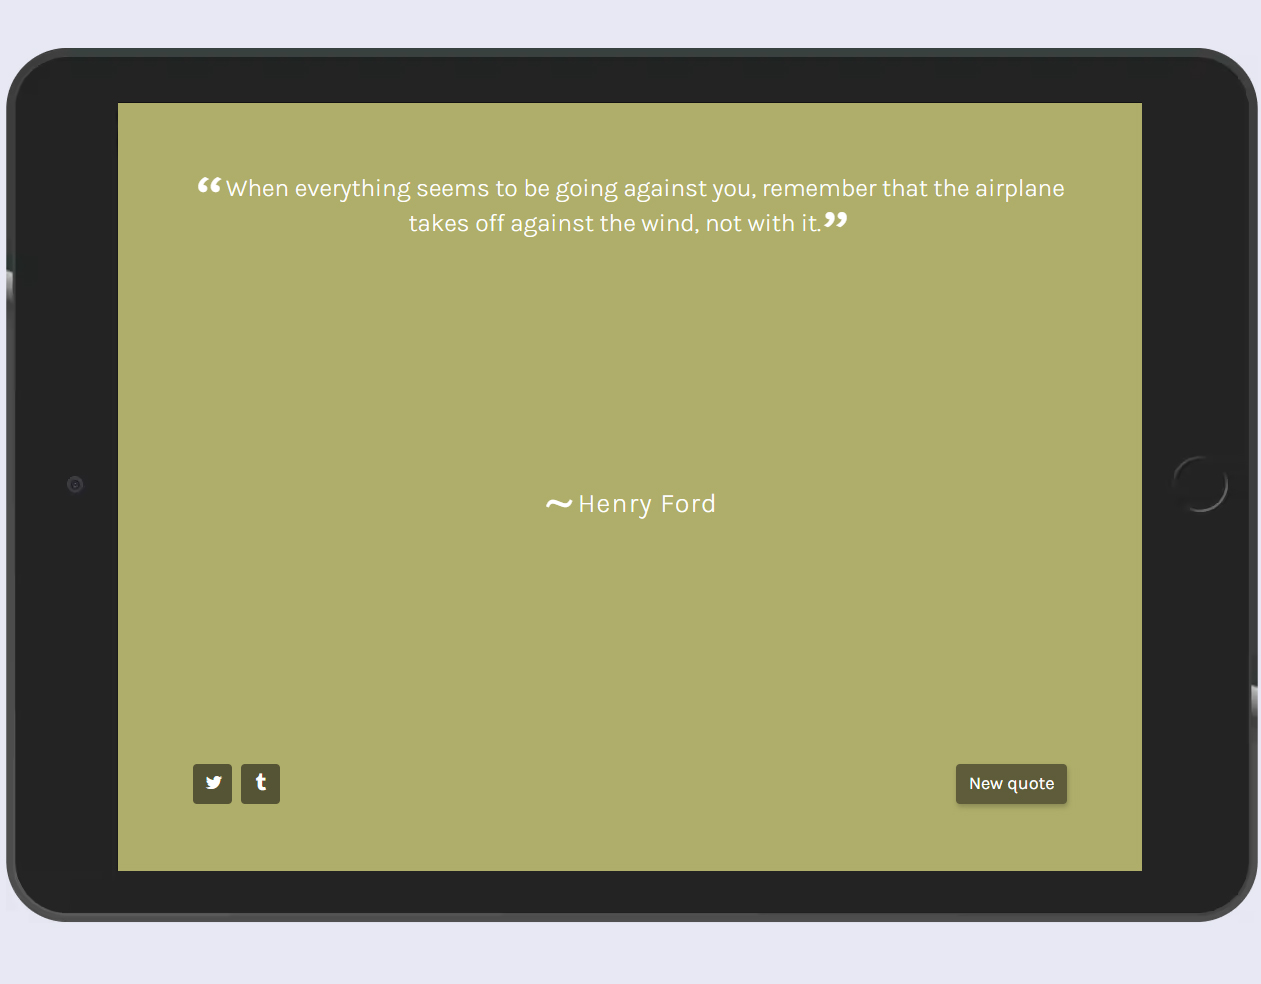 “When everything seems to be going against you, remember that the airplane
takes off against the wind, not with it.”
~ Henry Ford
New quote